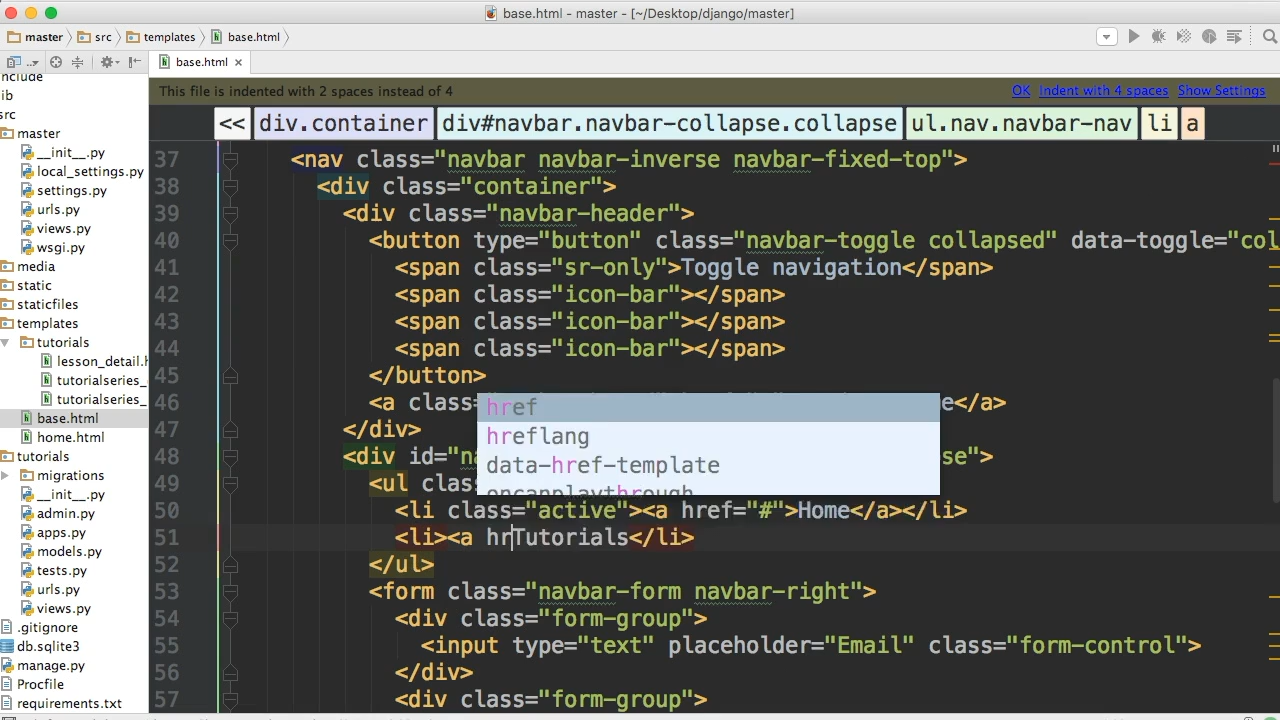 base.html - master - [~/Desktop/django/master]
master src templates base.html
base.html ×
nclude
ib
rc
master
__init__.py
local_settings.py
settings.py
urls.py
views.py
wsgi.py
media
static
staticfiles
templates
tutorials
lesson_detail.h
tutorialseries_
tutorialseries_
base.html
home.html
tutorials
migrations
__init__.py
admin.py
apps.py
models.py
tests.py
urls.py
views.py
.gitignore
db.sqlite3
manage.py
Procfile
requirements.txt
This file is indented with 2 spaces instead of 4 OK Indent with 4 spaces Show Settings
<< div.container div#navbar.navbar-collapse.collapse ul.nav.navbar-nav li a
37 <nav class="navbar navbar-inverse navbar-fixed-top">
38 <div class="container">
39 <div class="navbar-header">
40 <button type="button" class="navbar-toggle collapsed" data-toggle="col
41 <span class="sr-only">Toggle navigation</span>
42 <span class="icon-bar"></span>
43 <span class="icon-bar"></span>
44 <span class="icon-bar"></span>
45 </button>
46 <a class= e</a>
47 </div>
48 <div id="na se">
49 <ul clas
50 <li class="active"><a href="#">Home</a></li>
51 <li><a hrTutorials</li>
52 </ul>
53 <form class="navbar-form navbar-right">
54 <div class="form-group">
55 <input type="text" placeholder="Email" class="form-control">
56 </div>
57 <div class="form-group">
href
hreflang
data-href-template
oncanplaythrough